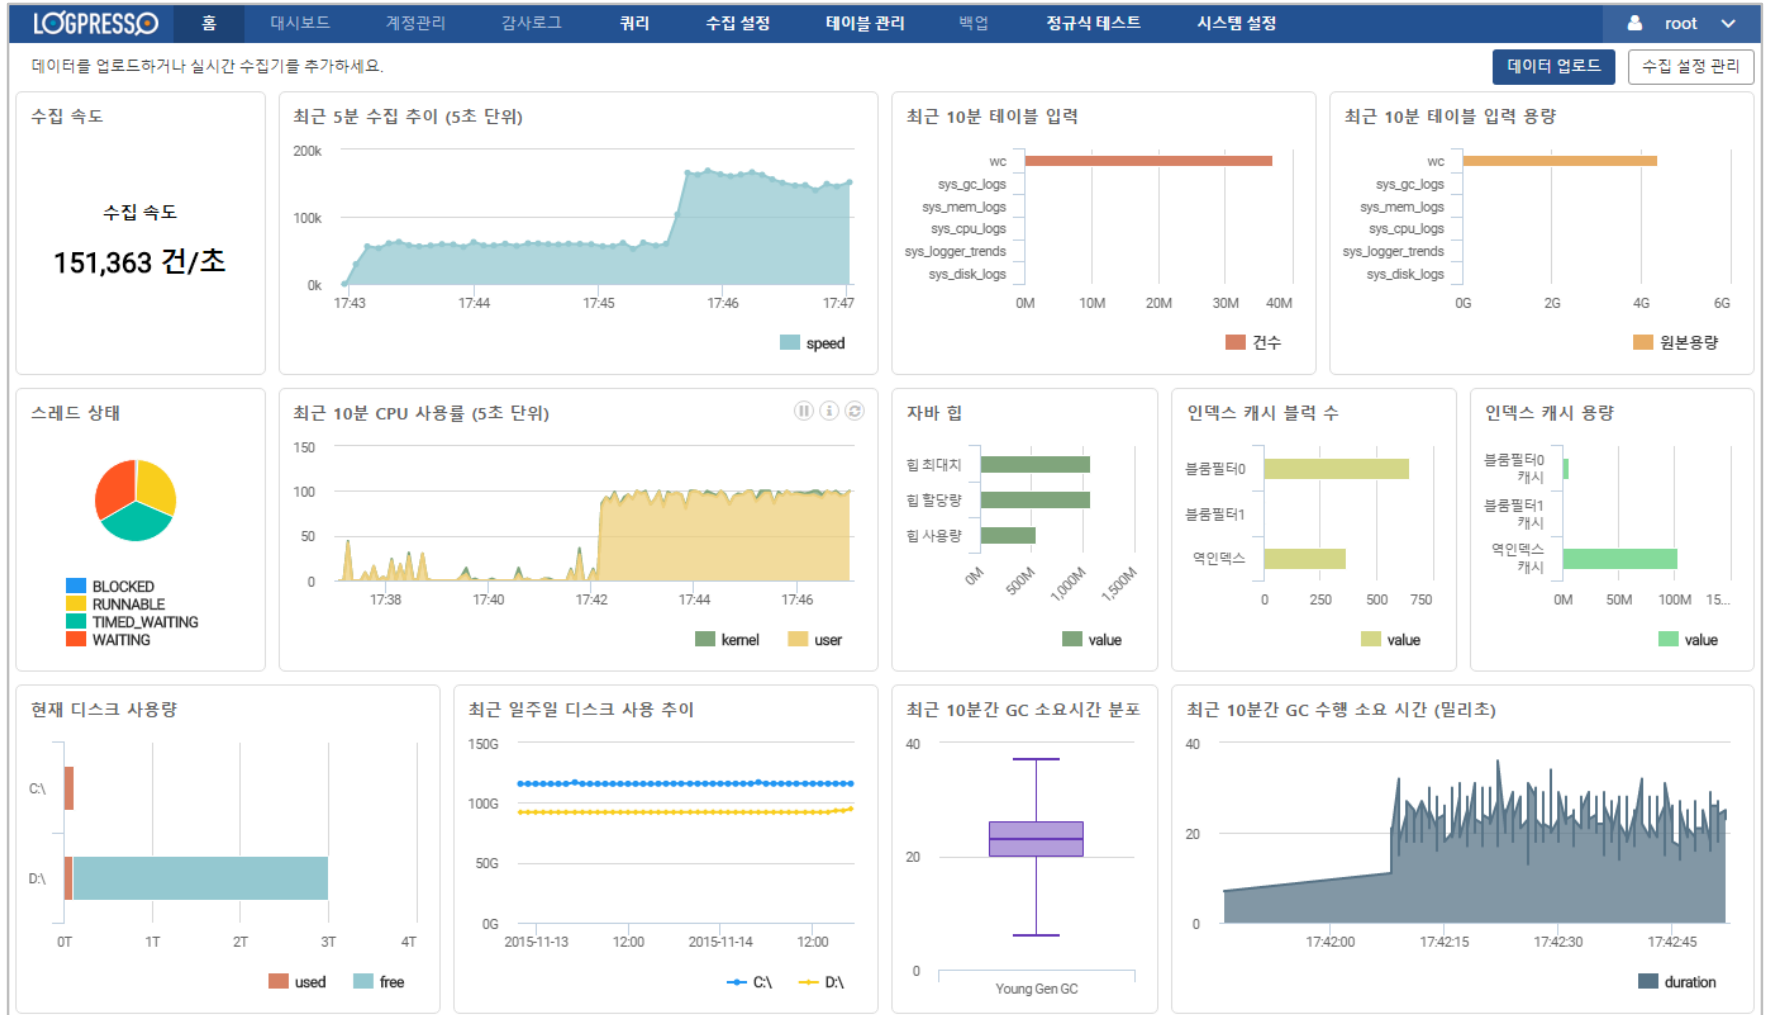 LOGPRESSO 홈 대시보드 계정관리 감사로그 쿼리 수집 설정 테이블 관리 백업 정규식 테스트 시스템 설정 root
데이터를 업로드하거나 실시간 수집기를 추가하세요. 데이터 업로드 수집 설정 관리
수집 속도
수집 속도
151,363 건/초
최근 5분 수집 추이 (5초 단위)
200k
100k
0k
17:43 17:44 17:45 17:46 17:47
speed
최근 10분 테이블 입력
wc
sys_gc_logs
sys_mem_logs
sys_cpu_logs
sys_logger_trends
sys_disk_logs
0M 10M 20M 30M 40M
건수
최근 10분 테이블 입력 용량
wc
sys_gc_logs
sys_mem_logs
sys_cpu_logs
sys_logger_trends
sys_disk_logs
0G 2G 4G 6G
원본용량
스레드 상태
BLOCKED
RUNNABLE
TIMED_WAITING
WAITING
최근 10분 CPU 사용률 (5초 단위)
150
100
50
0
17:38 17:40 17:42 17:44 17:46
kernel user
자바 힙
힙 최대치
힙 할당량
힙 사용량
0M 500M 1,000M 1,500M
value
인덱스 캐시 블럭 수
블룸필터0
블룸필터1
역인덱스
0 250 500 750
value
인덱스 캐시 용량
블룸필터0
캐시
블룸필터1
캐시
역인덱스
캐시
0M 50M 100M 15...
value
현재 디스크 사용량
C:\
D:\
0T 1T 2T 3T 4T
used free
최근 일주일 디스크 사용 추이
150G
100G
50G
0G
2015-11-13 12:00 2015-11-14 12:00
C:\ D:\
최근 10분간 GC 소요시간 분포
40
20
0
Young Gen GC
최근 10분간 GC 수행 소요 시간 (밀리초)
40
20
0
17:42:00 17:42:15 17:42:30 17:42:45
duration